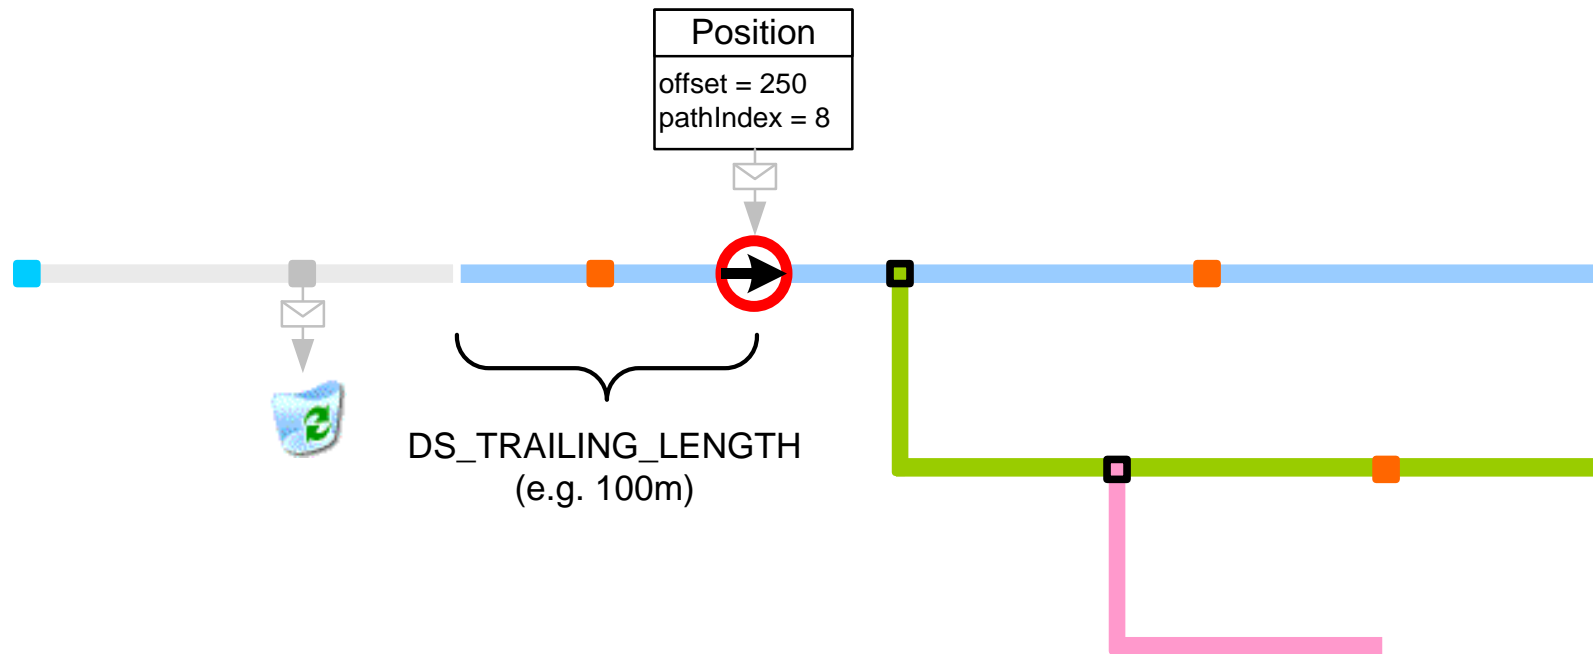 Position
offset = 250
pathIndex = 8
DS_TRAILING_LENGTH
(e.g. 100m)